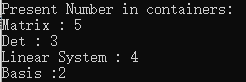 Present Number in containers:
Matrix : 5
Det : 3
Linear System : 4
Basis :2